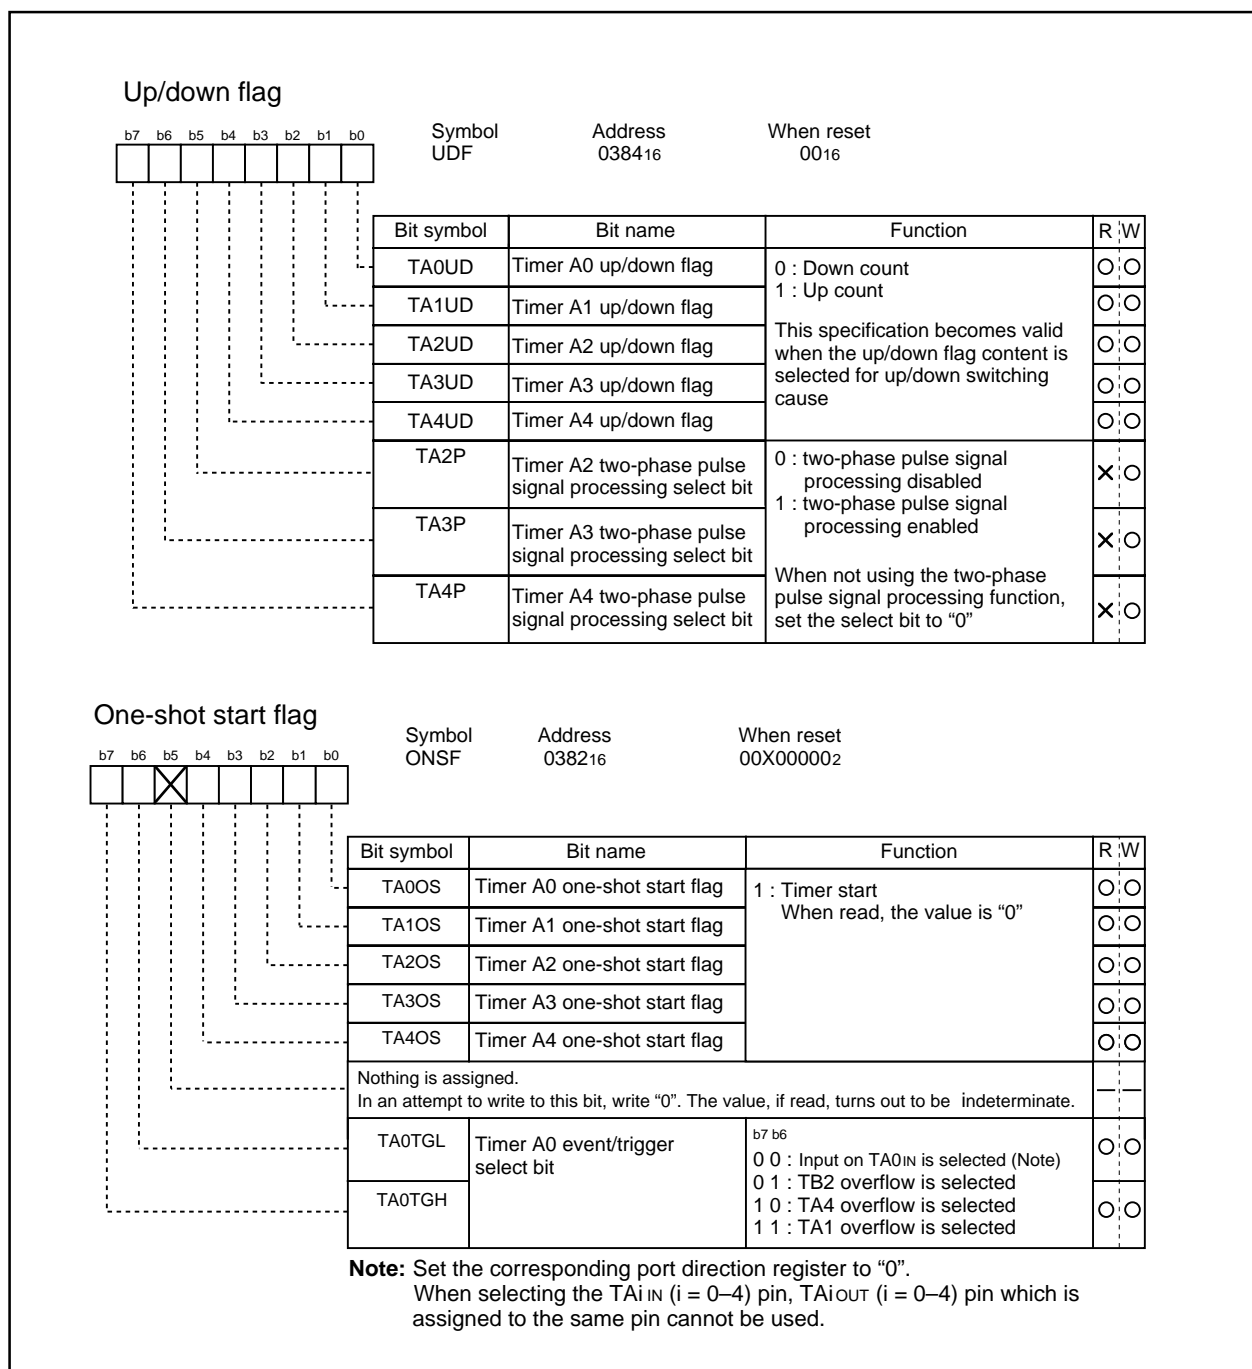 Up/down flag
b7 b6 b5 b4 b3 b2 b1 b0
Symbol Address When reset
UDF 038416 0016
Bit symbol Bit name Function R W
TA0UD Timer A0 up/down flag
TA1UD Timer A1 up/down flag
TA2UD Timer A2 up/down flag
TA3UD Timer A3 up/down flag
TA4UD Timer A4 up/down flag
0 : Down count
1 : Up count
This specification becomes valid
when the up/down flag content is
selected for up/down switching
cause
TA2P Timer A2 two-phase pulse
signal processing select bit
TA3P Timer A3 two-phase pulse
signal processing select bit
TA4P Timer A4 two-phase pulse
signal processing select bit
0 : two-phase pulse signal
processing disabled
1 : two-phase pulse signal
processing enabled
When not using the two-phase
pulse signal processing function,
set the select bit to “0”
One-shot start flag
b7 b6 b5 b4 b3 b2 b1 b0
Symbol Address When reset
ONSF 038216 00X000002
Bit symbol Bit name Function R W
TA0OS Timer A0 one-shot start flag
TA1OS Timer A1 one-shot start flag
TA2OS Timer A2 one-shot start flag
TA3OS Timer A3 one-shot start flag
TA4OS Timer A4 one-shot start flag
1 : Timer start
When read, the value is “0”
Nothing is assigned.
In an attempt to write to this bit, write “0”. The value, if read, turns out to be indeterminate.
TA0TGL Timer A0 event/trigger
select bit
TA0TGH
b7 b6
0 0 : Input on TA0IN is selected (Note)
0 1 : TB2 overflow is selected
1 0 : TA4 overflow is selected
1 1 : TA1 overflow is selected
Note: Set the corresponding port direction register to “0”.
When selecting the TAiIN (i = 0–4) pin, TAiOUT (i = 0–4) pin which is
assigned to the same pin cannot be used.